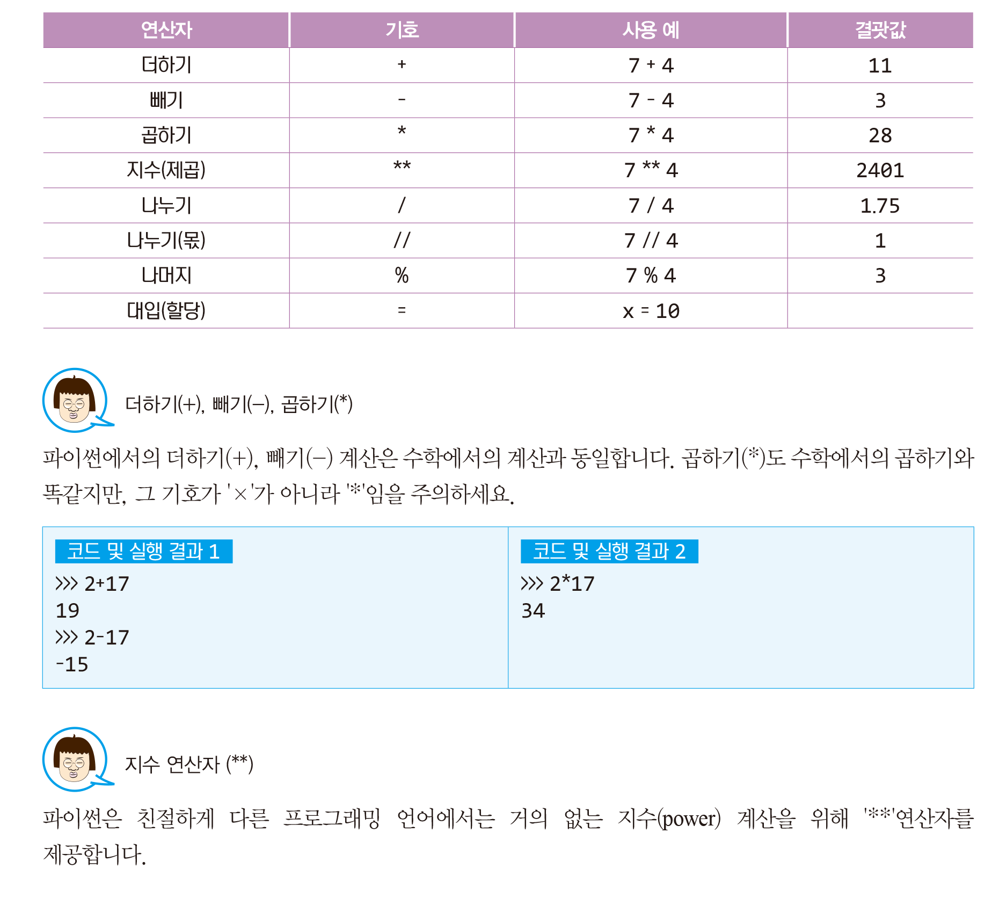 연산자 기호 사용 예 결괏값
더하기 + 7 + 4 11
빼기 - 7 - 4 3
곱하기 * 7 * 4 28
지수(제곱) ** 7 ** 4 2401
나누기 / 7 / 4 1.75
나누기(몫) // 7 // 4 1
나머지 % 7 % 4 3
대입(할당) = x = 10
더하기(+), 빼기(−), 곱하기(*)
파이썬에서의 더하기(+), 빼기(−) 계산은 수학에서의 계산과 동일합니다. 곱하기(*)도 수학에서의 곱하기와
똑같지만, 그 기호가 '×'가 아니라 '*'임을 주의하세요.
코드 및 실행 결과 1
>>> 2+17
19
>>> 2-17
-15
코드 및 실행 결과 2
>>> 2*17
34
지수 연산자 (**)
파이썬은 친절하게 다른 프로그래밍 언어에서는 거의 없는 지수(power) 계산을 위해 '**'연산자를
제공합니다.